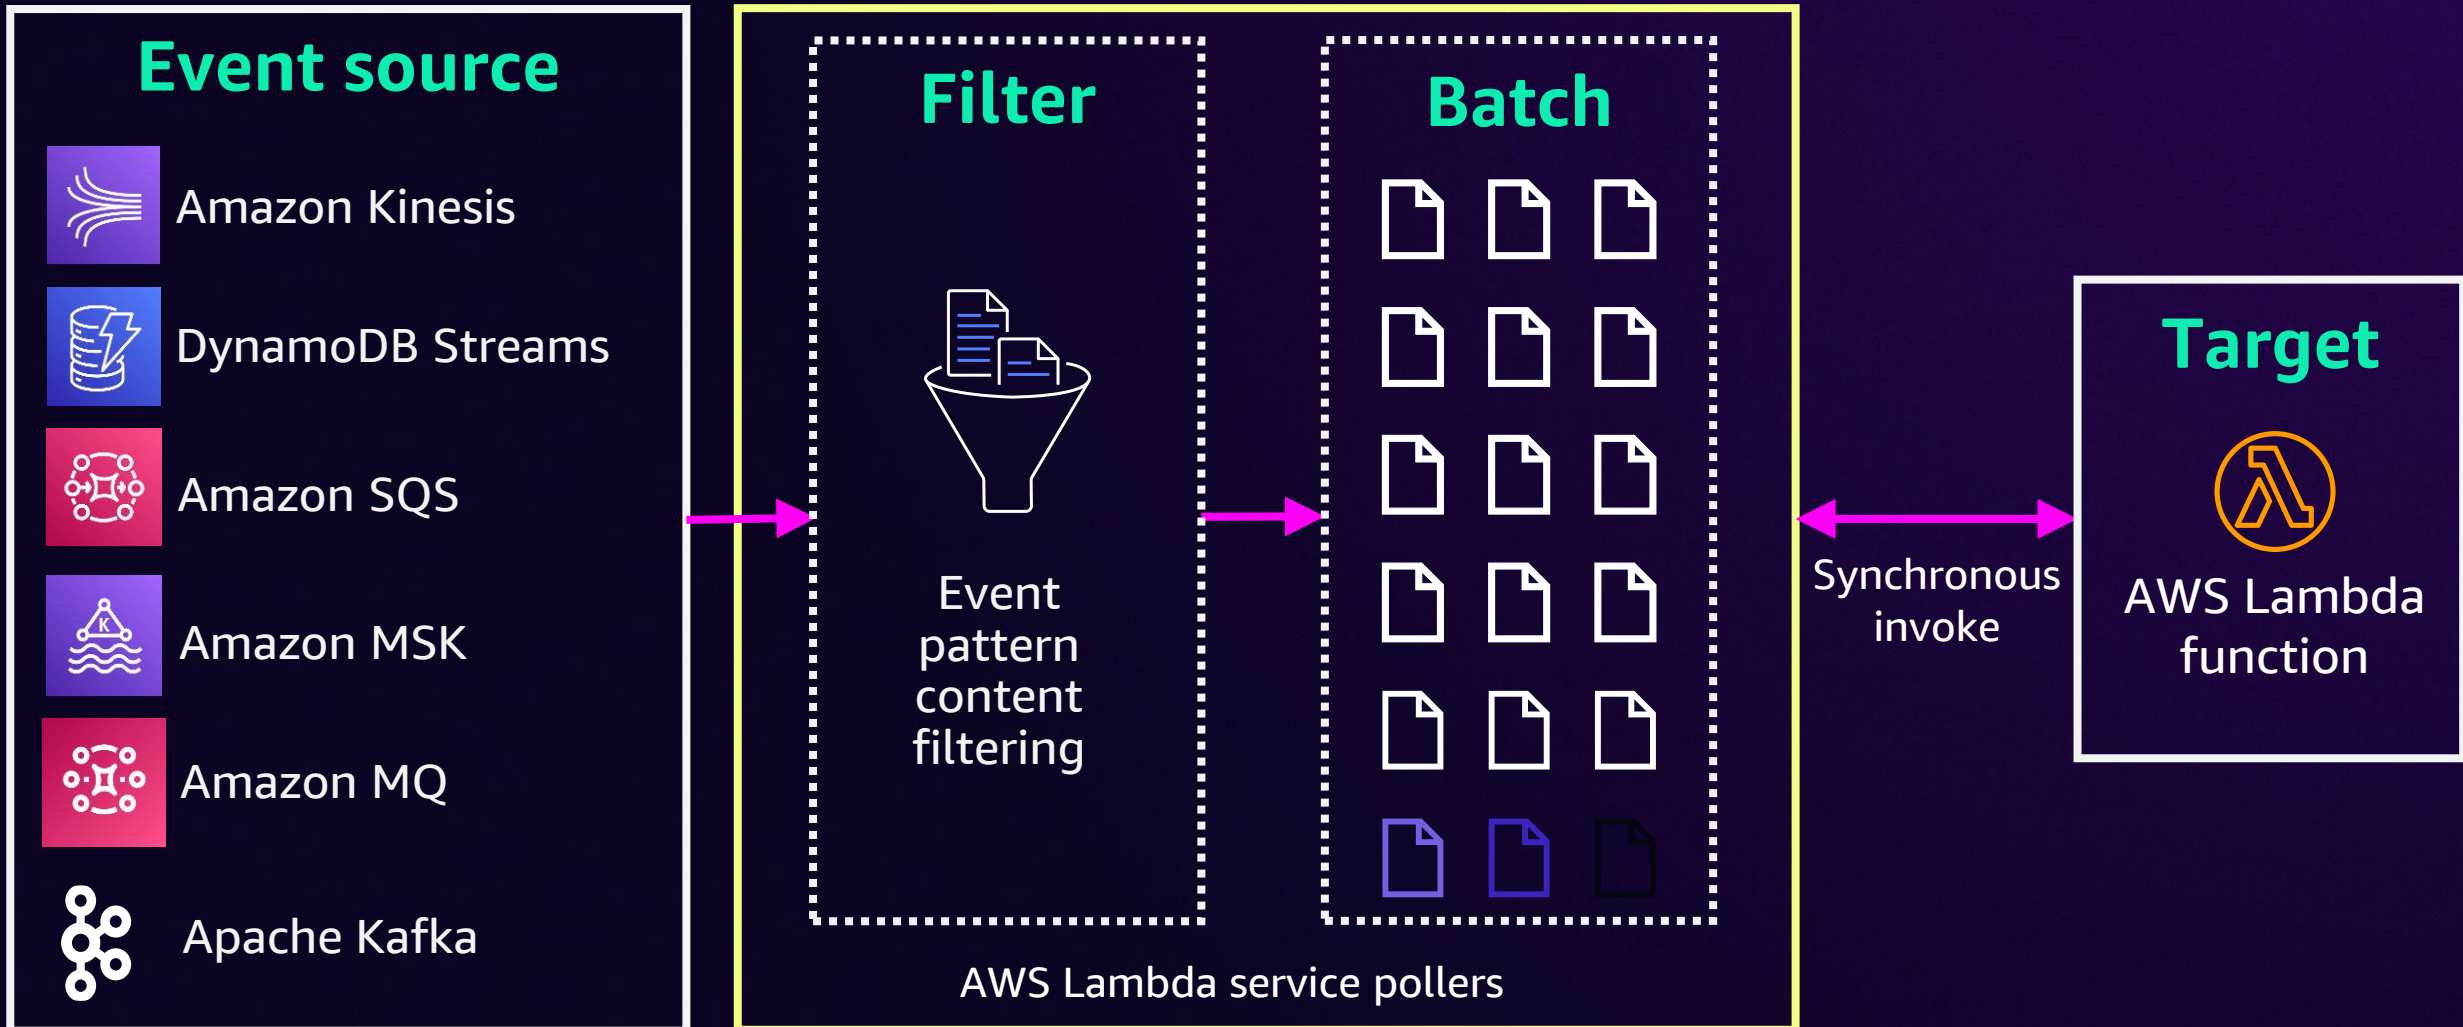 Event source
Amazon Kinesis
DynamoDB Streams
Amazon SQS
K
Amazon MSK
Amazon MQ
Apache Kafka
Filter
Event
pattern
content
filtering
Batch
AWS Lambda service pollers
Synchronous
invoke
Target
AWS Lambda
function